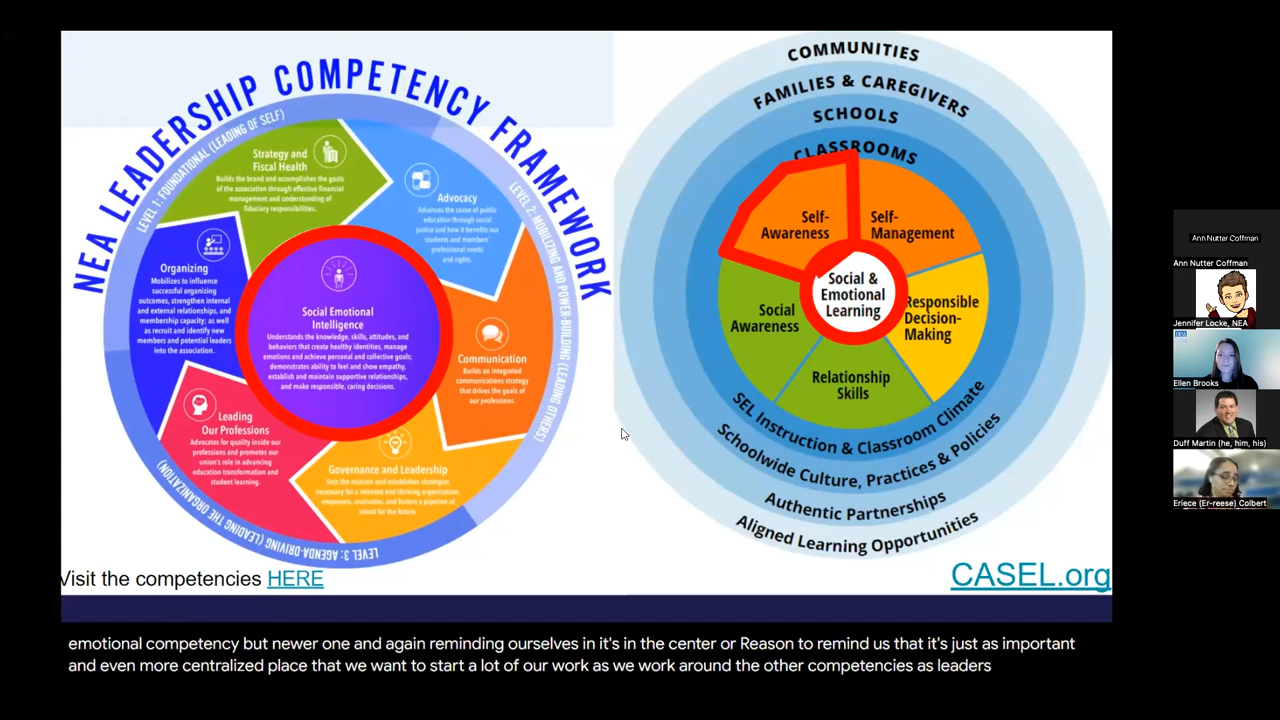 NEA LEADERSHIP COMPETENCY FRAMEWORK
LEVEL 1: FOUNDATIONAL (LEADING OF SELF)
LEVEL 2: MOBILIZING AND POWER-BUILDING (LEADING OTHERS)
LEVEL 3: AGENDA-DRIVING (LEADING THE ORGANIZATION)
Strategy and
Fiscal Health
Builds the brand and accomplishes the goals
of the association through effective financial
management and understanding of
fiduciary responsibilities.
Advocacy
Advances the cause of public
education through social
justice and how it benefits our
students and members'
professional needs
and rights.
Communication
Builds an integrated
communications strategy
that drives the goals of
our professions.
Governance and Leadership
Sets the mission and establishes strategies
necessary for a relevant and thriving organization;
empowers, motivates, and fosters a pipeline of
talent for the future
Leading
Our Professions
Advocates for quality inside our
professions and promotes our
union's role in advancing
education transformation and
student learning.
Organizing
Mobilizes to influence
successful organizing
outcomes, strengthen internal
and external relationships, and
membership capacity; as well
as recruit and identify new
members and potential leaders
into the association.
Social Emotional
Intelligence
Understands the knowledge, skills, attitudes, and
behaviors that create healthy identities, manage
emotions and achieve personal and collective goals;
demonstrates ability to feel and show empathy,
establish and maintain supportive relationships,
and make responsible, caring decisions.
Visit the competencies HERE
COMMUNITIES
FAMILIES & CAREGIVERS
SCHOOLS
CLASSROOMS
Self-
Awareness
Self-
Management
Social &
Emotional
Learning
Social
Awareness
Responsible
Decision-
Making
Relationship
Skills
SEL Instruction & Classroom Climate
Schoolwide Culture, Practices & Policies
Authentic Partnerships
Aligned Learning Opportunities
CASEL.org
Ann Nutter Coffman
Ann Nutter Coffman
Jennifer Locke, NEA
Ellen Brooks
Duff Martin (he, him, his)
Eriece (Er-reese) Colbert
emotional competency but newer one and again reminding ourselves in it's in the center or Reason to remind us that it's just as important
and even more centralized place that we want to start a lot of our work as we work around the other competencies as leaders